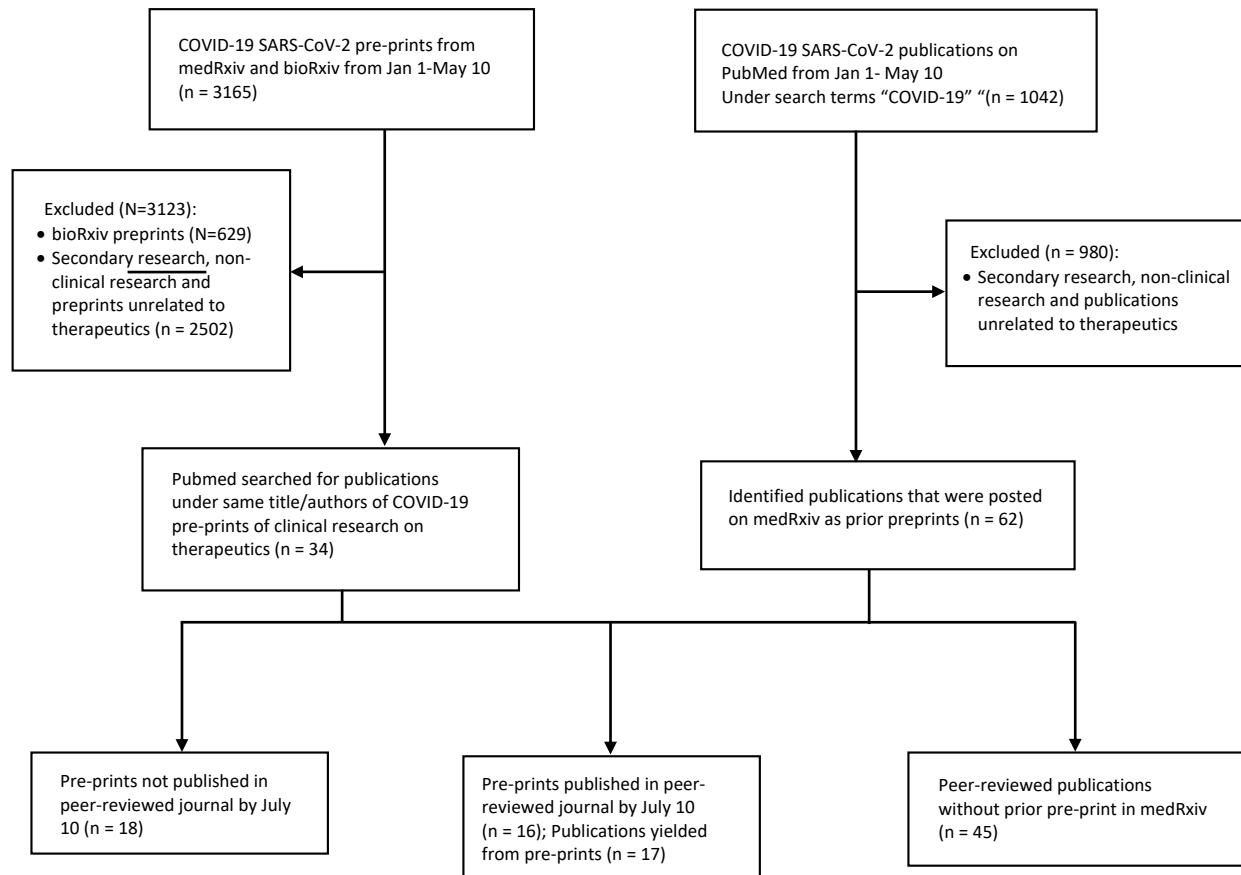 COVID-19 SARS-CoV-2 pre-prints from
medRxiv and bioRxiv from Jan 1-May 10
(n = 3165)
COVID-19 SARS-CoV-2 publications on
PubMed from Jan 1- May 10
Under search terms “COVID-19” “(n = 1042)
Excluded (N=3123):
• bioRxiv preprints (N=629)
• Secondary research, non-
clinical research and
preprints unrelated to
therapeutics (n = 2502)
Excluded (n = 980):
• Secondary research, non-clinical
research and publications
unrelated to therapeutics
Pubmed searched for publications
under same title/authors of COVID-19
pre-prints of clinical research on
therapeutics (n = 34)
Identified publications that were posted
on medRxiv as prior preprints (n = 62)
Pre-prints not published in
peer-reviewed journal by July
10 (n = 18)
Pre-prints published in peer-
reviewed journal by July 10
(n = 16); Publications yielded
from pre-prints (n = 17)
Peer-reviewed publications
without prior pre-print in medRxiv
(n = 45)